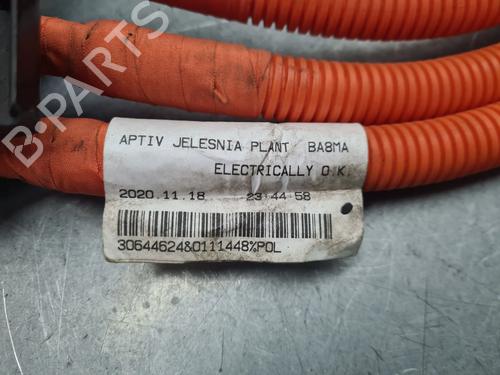 B-PARTS
APTIV JELESNIA PLANT BA8MA
ELECTRICALLY O.K.
2020.11.18 23:44:58
30644624&0111448%POL